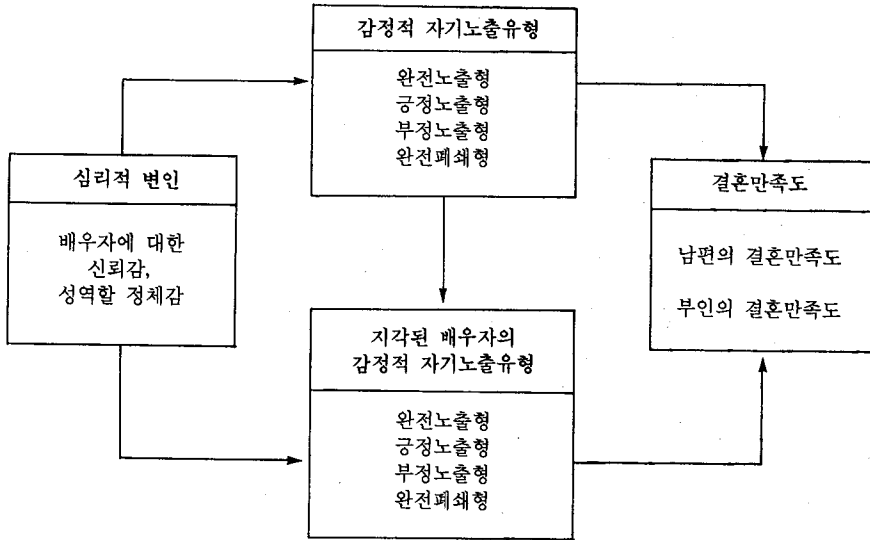 감정적 자기노출유형
완전노출형
긍정노출형
부정노출형
완전폐쇄형
심리적 변인
배우자에 대한
신뢰감,
성역할 정체감
결혼만족도
남편의 결혼만족도
부인의 결혼만족도
지각된 배우자의
감정적 자기노출유형
완전노출형
긍정노출형
부정노출형
완전폐쇄형